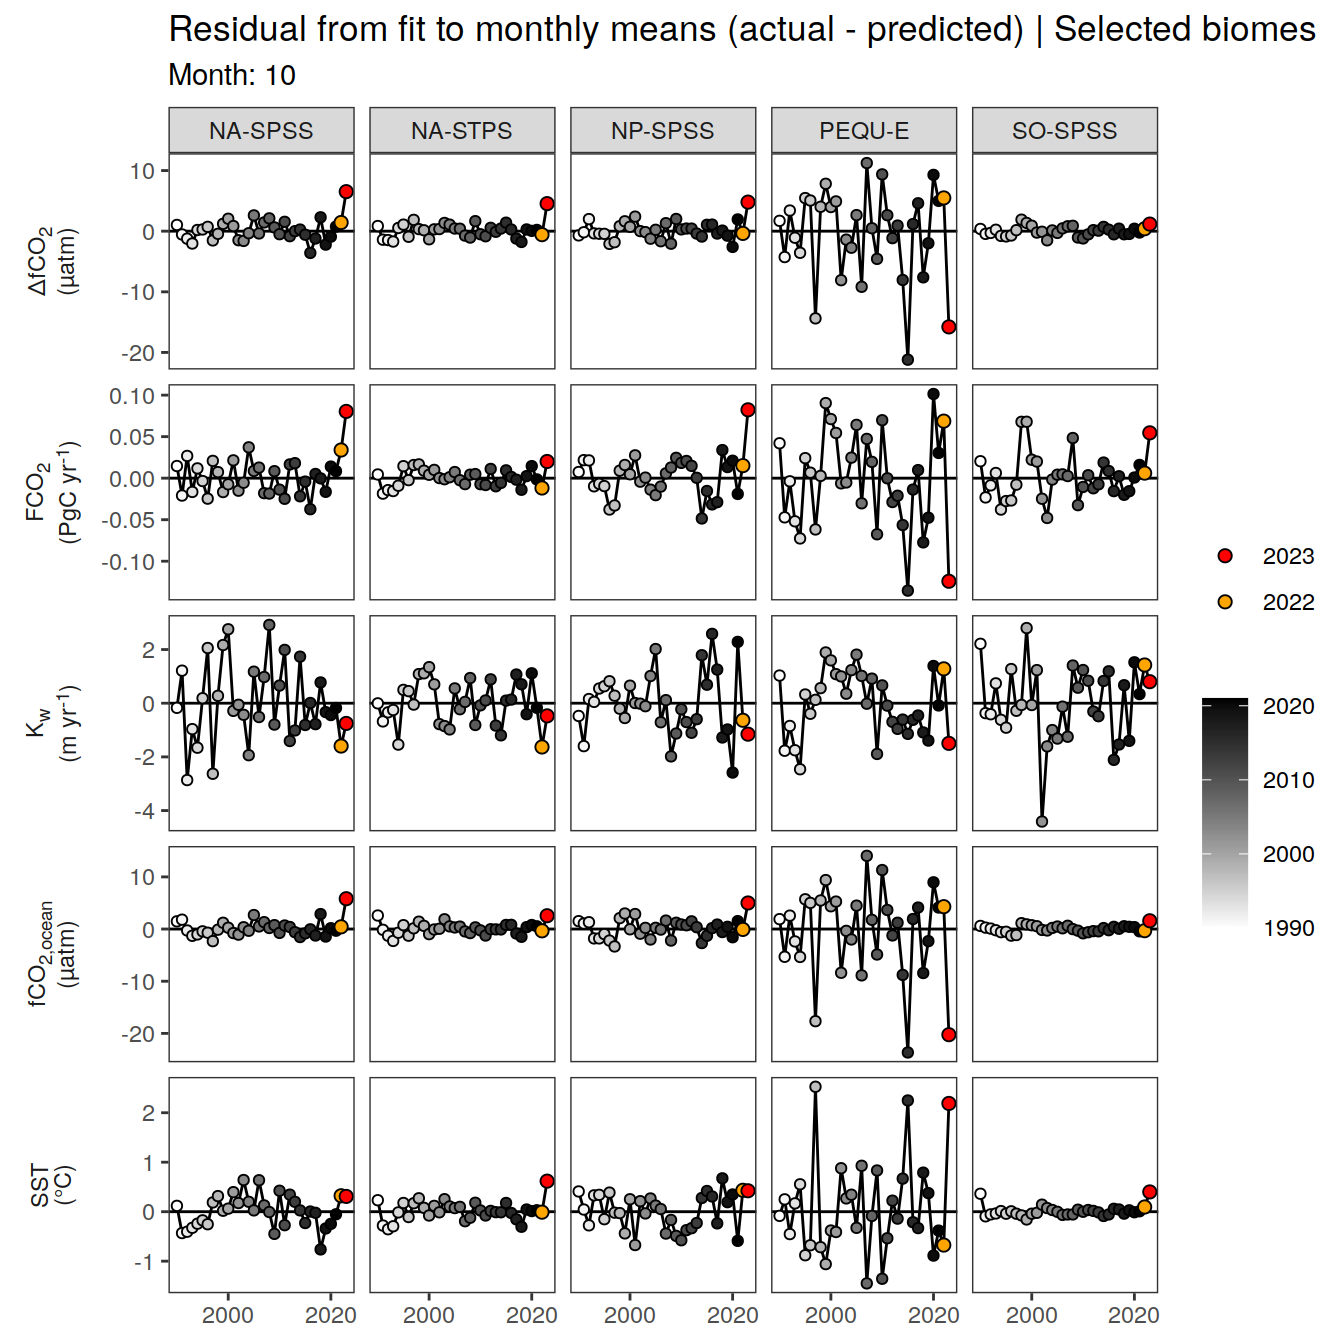 Residual from fit to monthly means (actual - predicted) | Selected biomes
Month: 10
NA-SPSS
NA-STPS
NP-SPSS
PEQU-E
SO-SPSS
ΔfCO2
(µatm)
10
0
-10
-20
FCO2
(PgC yr⁻¹)
0.10
0.05
0.00
-0.05
-0.10
Kw
(m yr⁻¹)
2
0
-2
-4
fCO2,ocean
(µatm)
10
0
-10
-20
SST
(°C)
2
1
0
-1
2000
2020
2000
2020
2000
2020
2000
2020
2000
2020
2023
2022
2020
2010
2000
1990